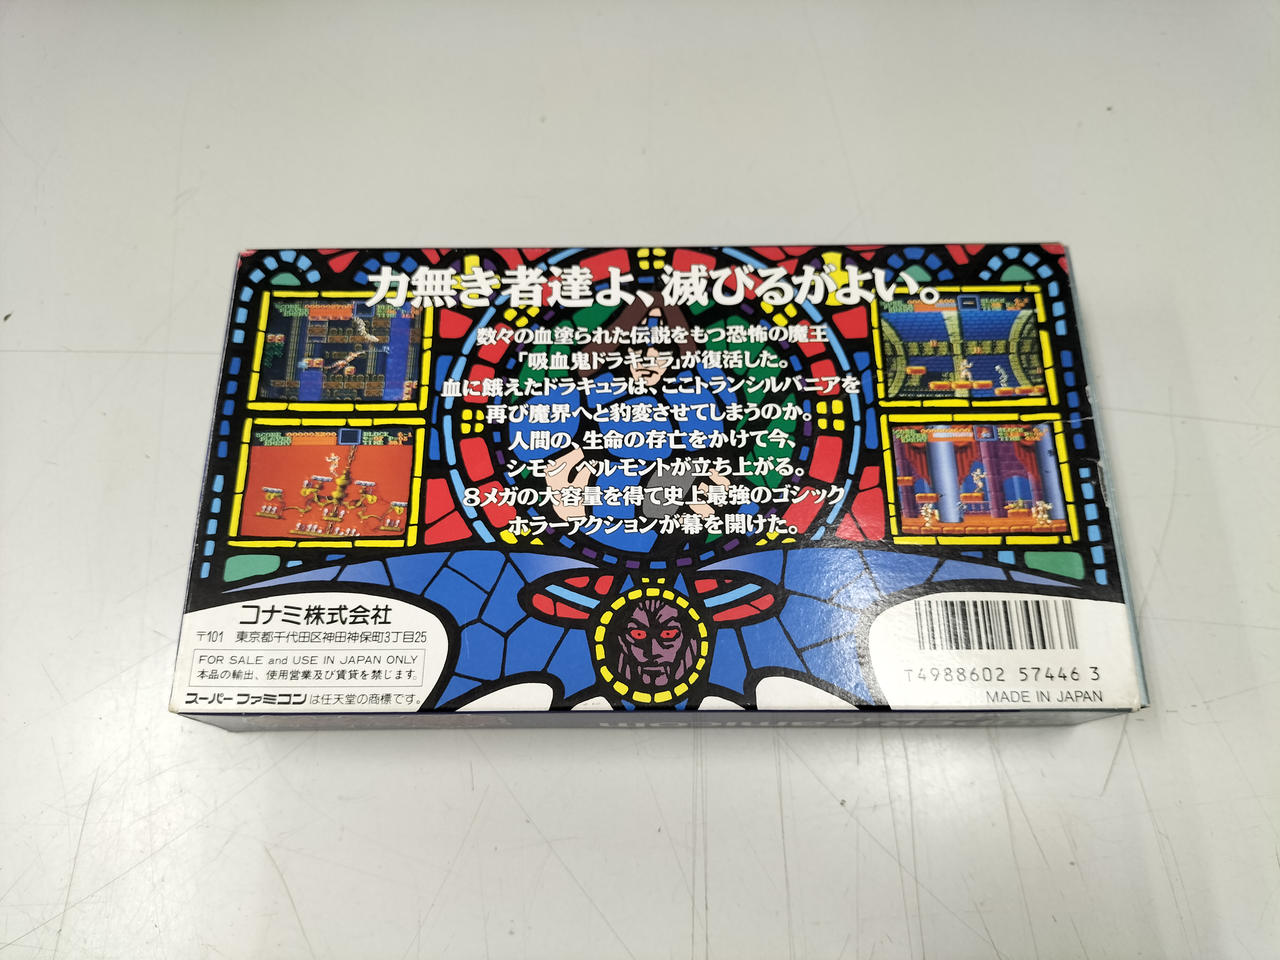 力無き者達よ、滅びるがよい。
数々の血塗られた伝説をもつ恐怖の魔王
「吸血鬼ドラキュラ」が復活した。
血に餓えたドラキュラは、ここトランシルバニアを
再び魔界へと豹変させてしまうのか。
人間の、生命の存亡をかけて今、
シモン ベルモントが立ち上がる。
8メガの大容量を得て史上最強のゴシック
ホラーアクションが幕を開けた。
コナミ株式会社
〒101 東京都千代田区神田神保町3丁目25
FOR SALE and USE IN JAPAN ONLY
本品の輸出、使用営業及び賃貸を禁じます。
スーパーファミコンは任天堂の商標です。
T4988602 57446 3
MADE IN JAPAN